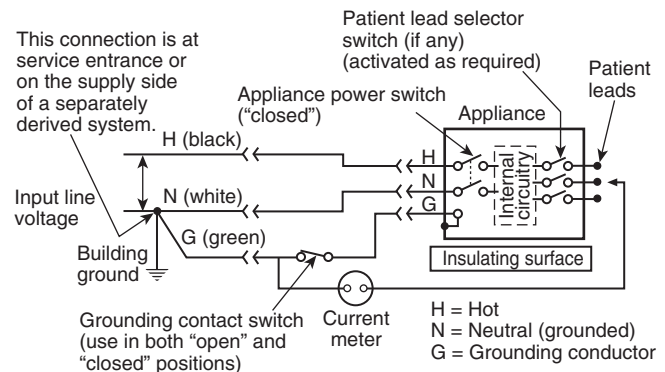 This connection is at
service entrance or
on the supply side
of a separately
derived system.
Patient lead selector
switch (if any)
(activated as required)
Patient
leads
Appliance power switch
(“closed”)
Appliance
H (black)
H
N (white)
N
G
Internal
circuitry
Input line
voltage
G (green)
Building
ground
Insulating surface
Grounding contact switch
(use in both “open” and
“closed” positions)
Current
meter
H = Hot
N = Neutral (grounded)
G = Grounding conductor